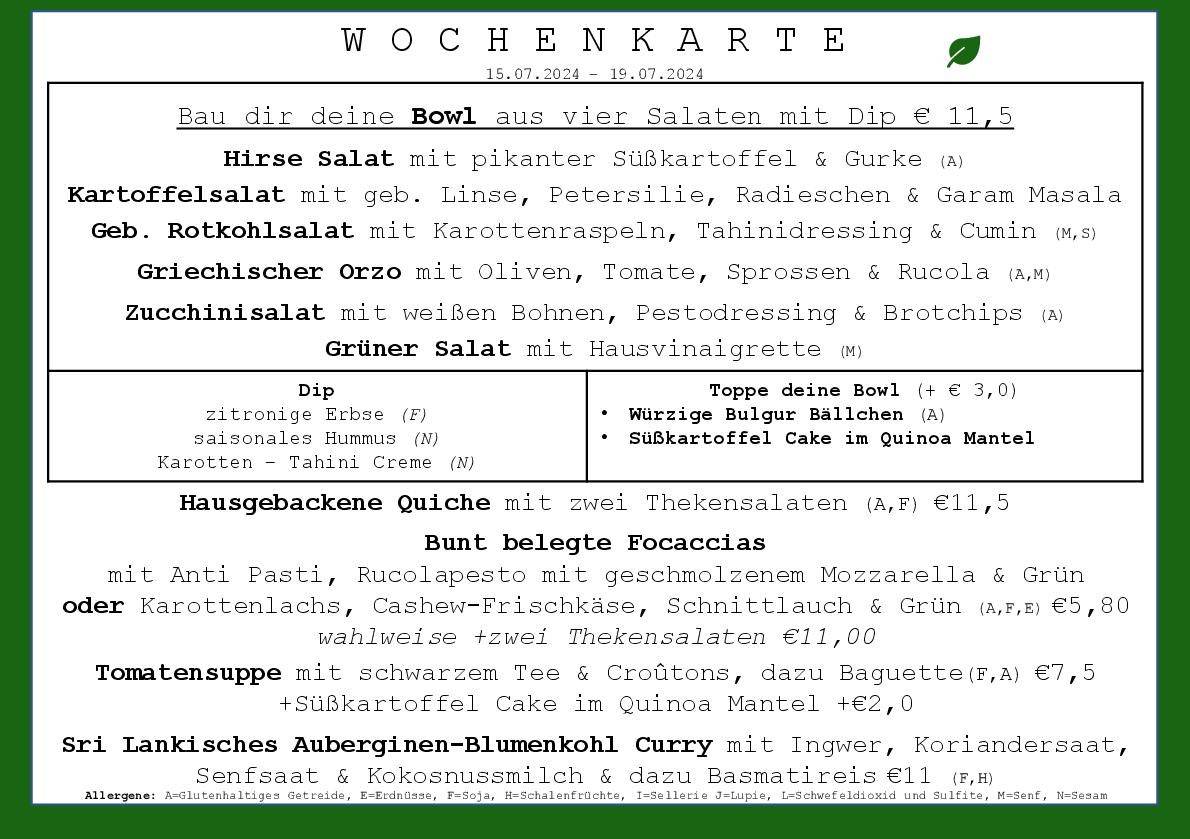 WOCHENKARTE
15.07.2024 – 19.07.2024
Bau dir deine Bowl aus vier Salaten mit Dip € 11,5
Hirse Salat mit pikanter Süßkartoffel & Gurke (A)
Kartoffelsalat mit geb. Linse, Petersilie, Radieschen & Garam Masala
Geb. Rotkohlsalat mit Karottenraspeln, Tahinidressing & Cumin (M,S)
Griechischer Orzo mit Oliven, Tomate, Sprossen & Rucola (A,M)
Zucchinisalat mit weißen Bohnen, Pestodressing & Brotchips (A)
Grüner Salat mit Hausvinaigrette (M)
Dip
zitronige Erbse (F)
saisonales Hummus (N)
Karotten – Tahini Creme (N)
Toppe deine Bowl (+ € 3,0)
• Würzige Bulgur Bällchen (A)
• Süßkartoffel Cake im Quinoa Mantel
Hausgebackene Quiche mit zwei Thekensalaten (A,F) €11,5
Bunt belegte Focaccias
mit Anti Pasti, Rucolapesto mit geschmolzenem Mozzarella & Grün
oder Karottenlachs, Cashew-Frischkäse, Schnittlauch & Grün (A,F,E) €5,80
wahlweise +zwei Thekensalaten €11,00
Tomatensuppe mit schwarzem Tee & Croûtons, dazu Baguette(F,A) €7,5
+Süßkartoffel Cake im Quinoa Mantel +€2,0
Sri Lankisches Auberginen-Blumenkohl Curry mit Ingwer, Koriandersaat,
Senfsaat & Kokosnussmilch & dazu Basmatireis €11 (F,H)
Allergene: A=Glutenhaltiges Getreide, E=Erdnüsse, F=Soja, H=Schalenfrüchte, I=Sellerie J=Lupie, L=Schwefeldioxid und Sulfite, M=Senf, N=Sesam